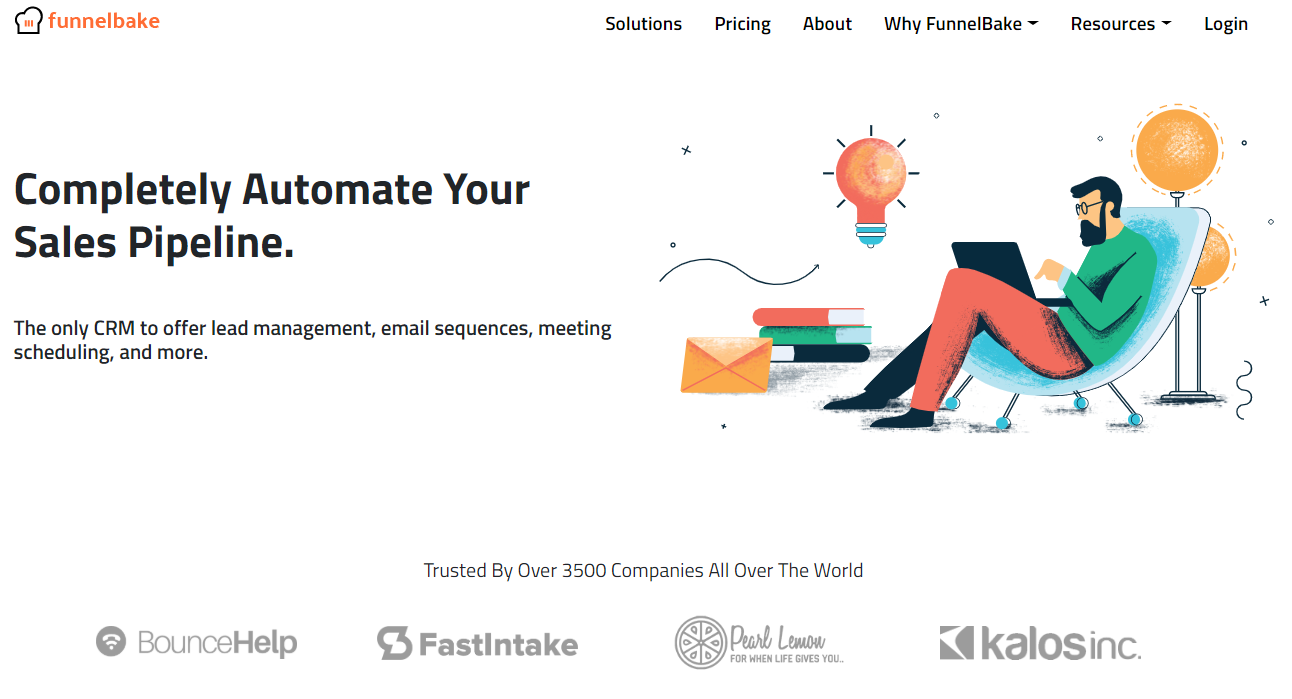 funnelbake
Solutions Pricing About Why FunnelBake Resources Login
Completely Automate Your
Sales Pipeline.
The only CRM to offer lead management, email sequences, meeting
scheduling, and more.
Trusted By Over 3500 Companies All Over The World
BounceHelp
FastIntake
Pearl Lemon
FOR WHEN LIFE GIVES YOU..
kalos inc.